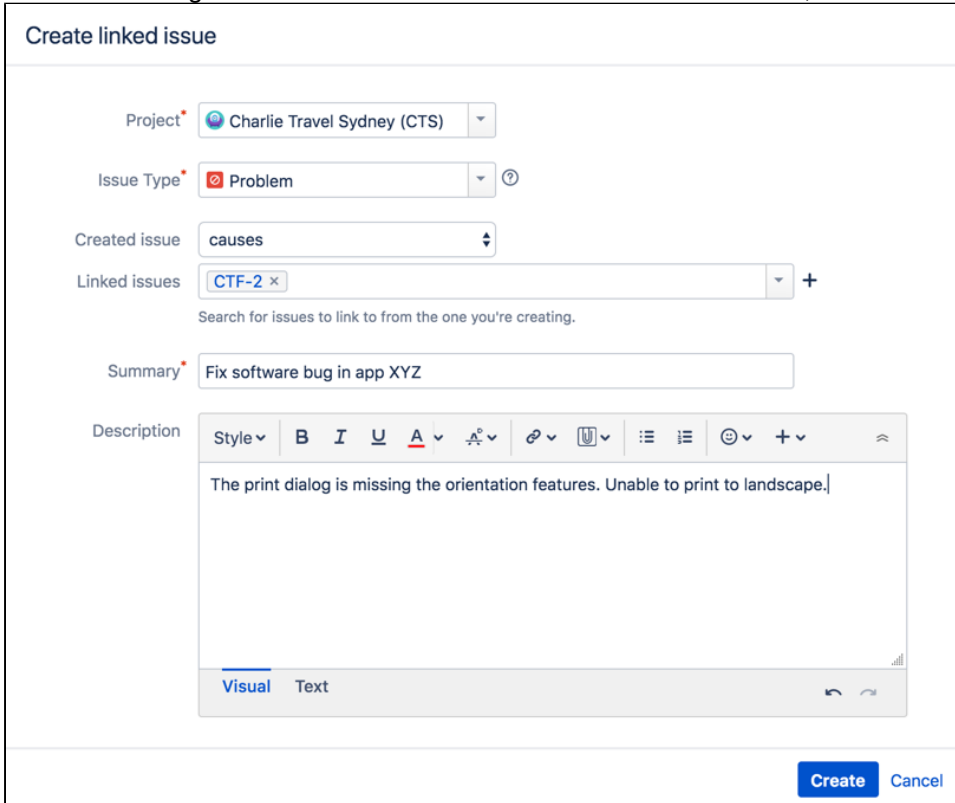 Create linked issue
Project*
Charlie Travel Sydney (CTS)
Issue Type*
Problem
Created issue
causes
Linked issues
CTF-2 ×
Search for issues to link to from the one you're creating.
Summary*
Fix software bug in app XYZ
Description
Style B I U A
The print dialog is missing the orientation features. Unable to print to landscape.
Visual Text
Create Cancel